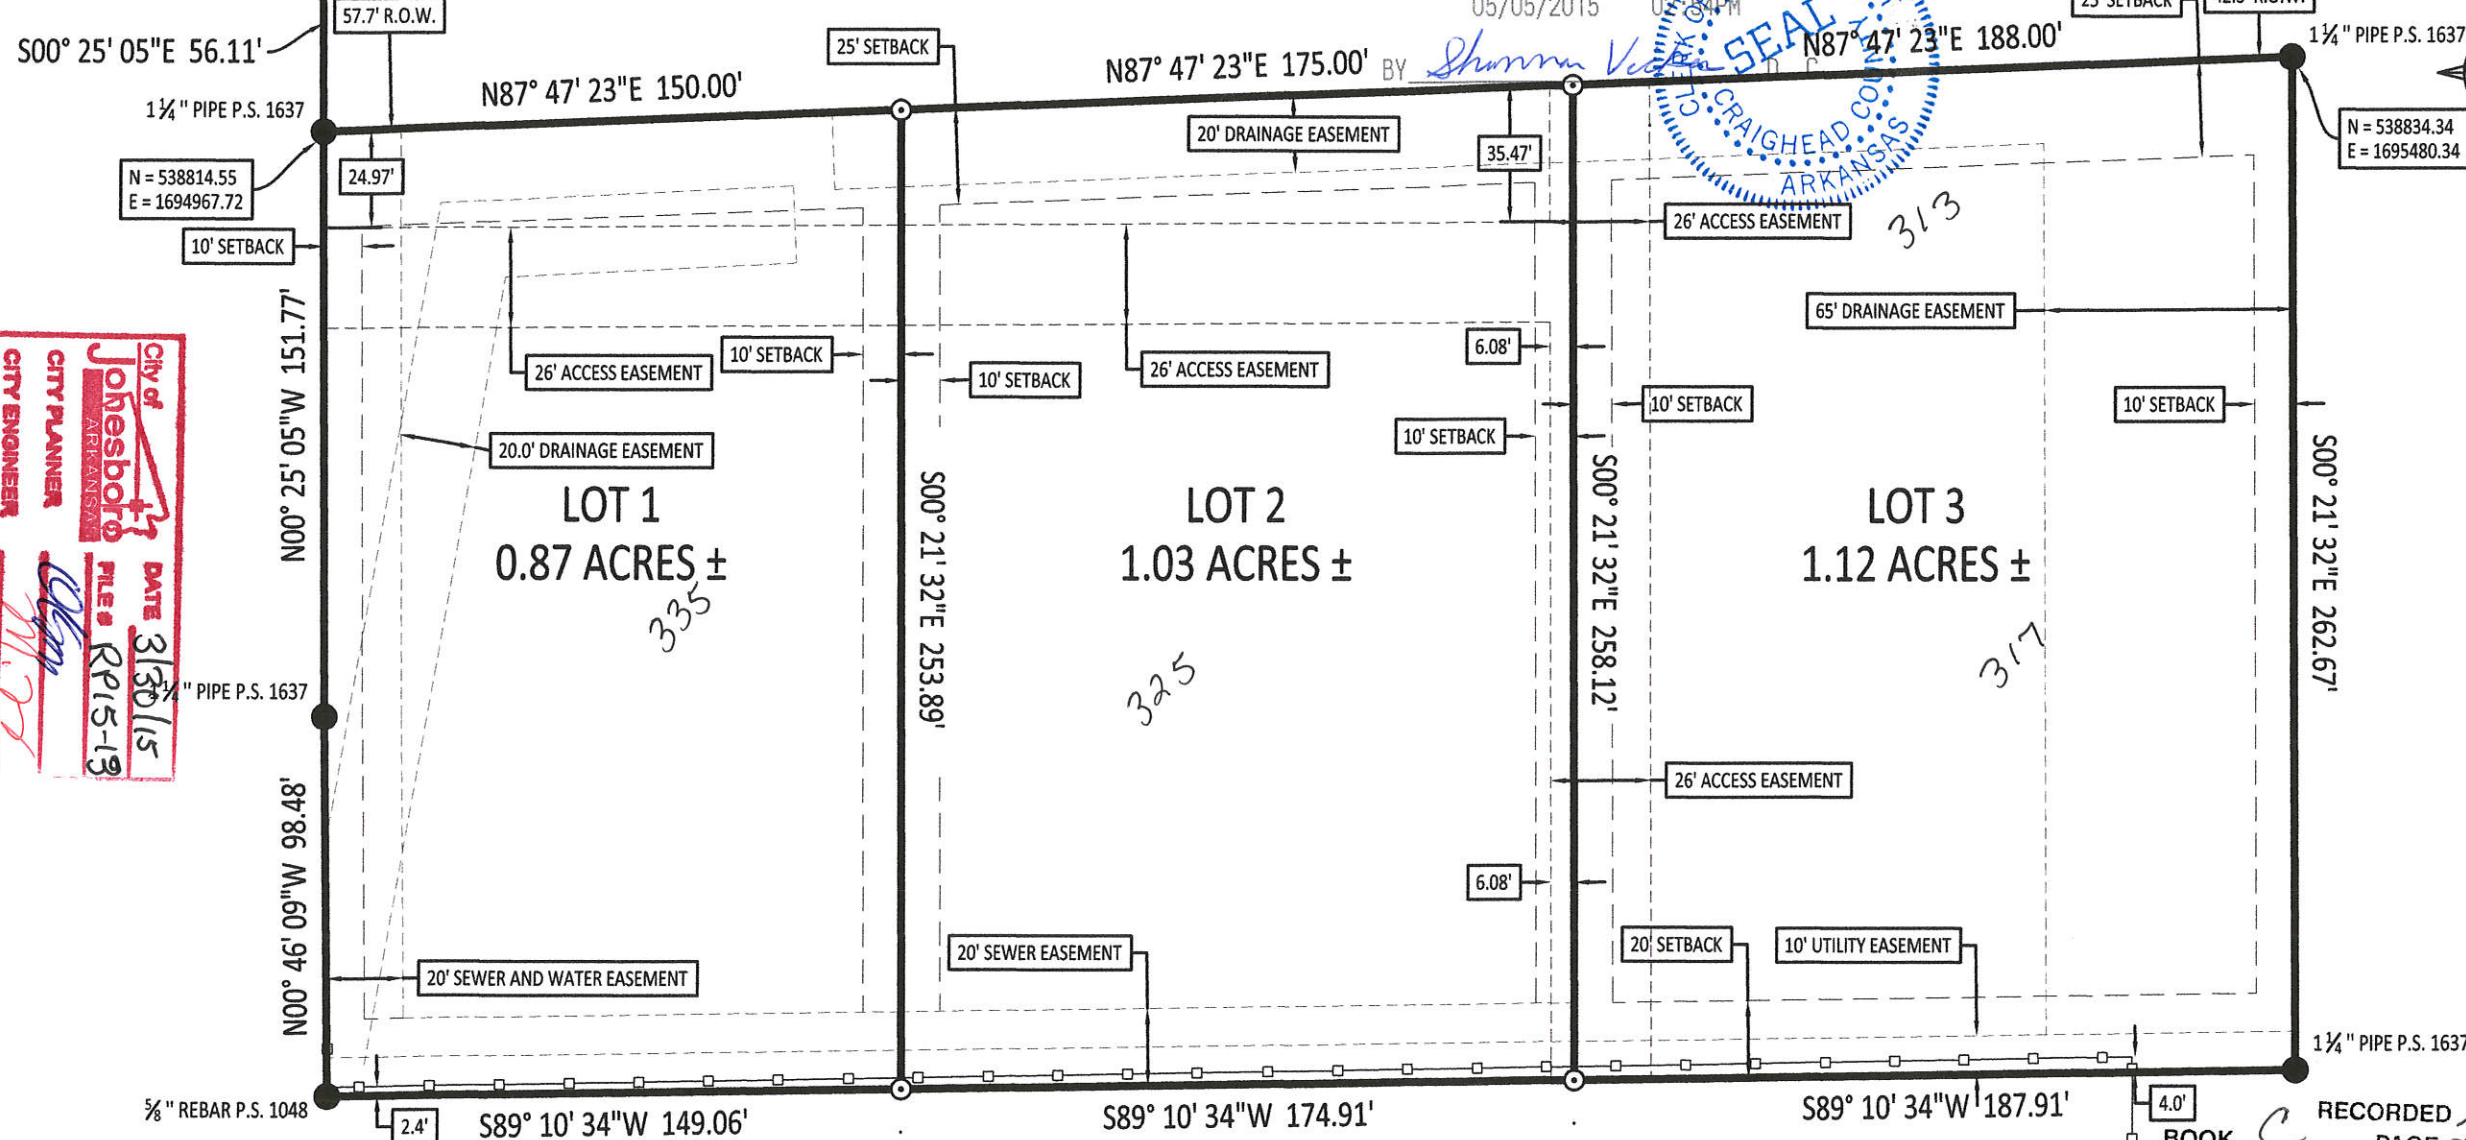 57.7' R.O.W.
S00° 25' 05"E 56.11'
05/05/2015
25' SETBACK
N87° 47' 23"E 150.00'
N87° 47' 23"E 175.00'
BY
SEAL
CRAIGHEAD COUNTY
ARKANSAS
N87° 47' 23"E 188.00'
25' SETBACK
1¼" PIPE P.S. 1637
1¼" PIPE P.S. 1637
N = 538814.55
E = 1694967.72
24.97'
20' DRAINAGE EASEMENT
35.47'
N = 538834.34
E = 1695480.34
10' SETBACK
26' ACCESS EASEMENT
313
65' DRAINAGE EASEMENT
N00° 25' 05"W 151.77'
10' SETBACK
26' ACCESS EASEMENT
10' SETBACK
26' ACCESS EASEMENT
6.08'
10' SETBACK
10' SETBACK
10' SETBACK
20.0' DRAINAGE EASEMENT
LOT 1
0.87 ACRES ±
335
S00° 21' 32"E 253.89'
LOT 2
1.03 ACRES ±
325
S00° 21' 32"E 258.12'
LOT 3
1.12 ACRES ±
317
S00° 21' 32"E 262.67'
City of
Jonesboro
ARKANSAS
DATE 3/30/15
FILE # RP15-13
CITY PLANNER
CITY ENGINEER
1¼" PIPE P.S. 1637
N00° 46' 09"W 98.48'
26' ACCESS EASEMENT
6.08'
20' SEWER AND WATER EASEMENT
20' SEWER EASEMENT
20' SETBACK
10' UTILITY EASEMENT
1¼" PIPE P.S. 1637
⅝" REBAR P.S. 1048
2.4'
S89° 10' 34"W 149.06'
S89° 10' 34"W 174.91'
S89° 10' 34"W 187.91'
4.0'
RECORDED
BOOK